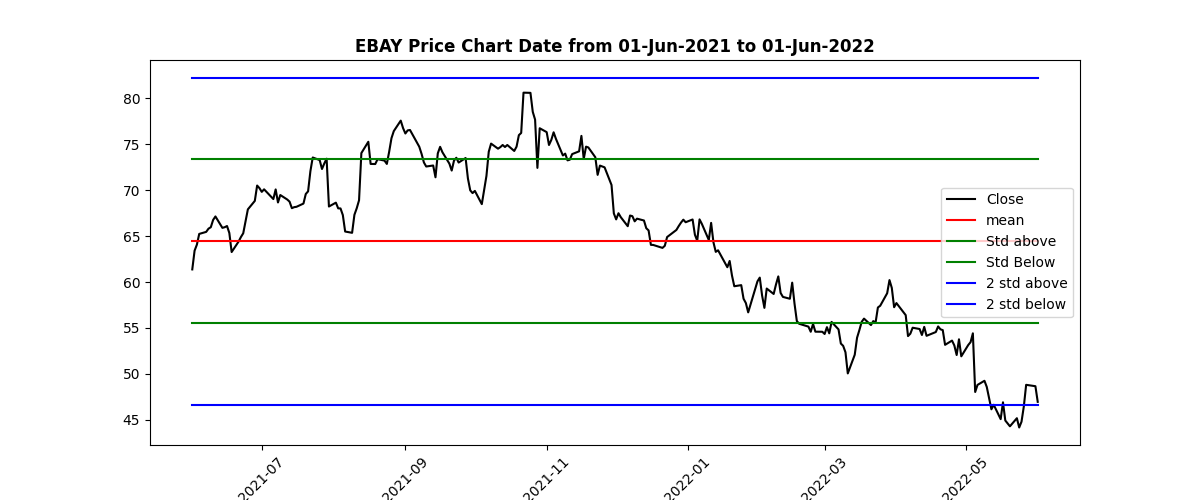 EBAY Price Chart Date from 01-Jun-2021 to 01-Jun-2022
80
75
70
65
60
55
50
45
Close
mean
Std above
Std Below
2 std above
2 std below
2021-07
2021-09
2021-11
2022-01
2022-03
2022-05